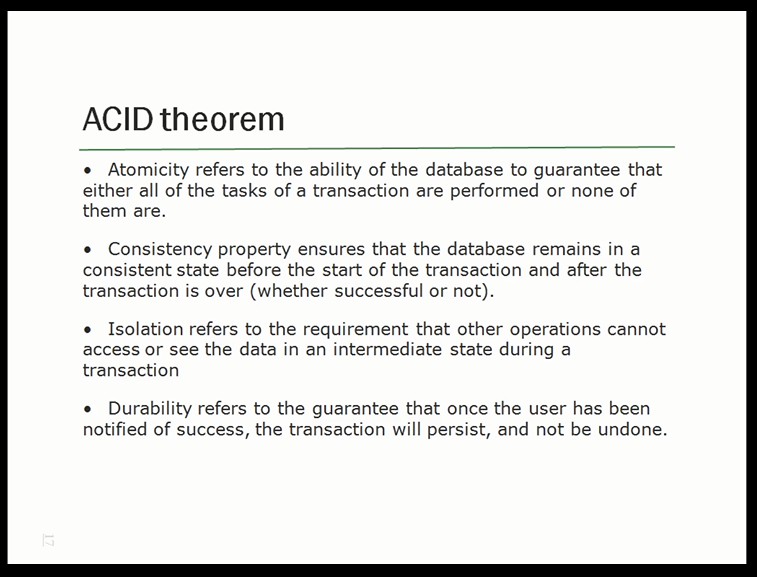 ACID theorem
• Atomicity refers to the ability of the database to guarantee that
either all of the tasks of a transaction are performed or none of
them are.
• Consistency property ensures that the database remains in a
consistent state before the start of the transaction and after the
transaction is over (whether successful or not).
• Isolation refers to the requirement that other operations cannot
access or see the data in an intermediate state during a
transaction
• Durability refers to the guarantee that once the user has been
notified of success, the transaction will persist, and not be undone.
17